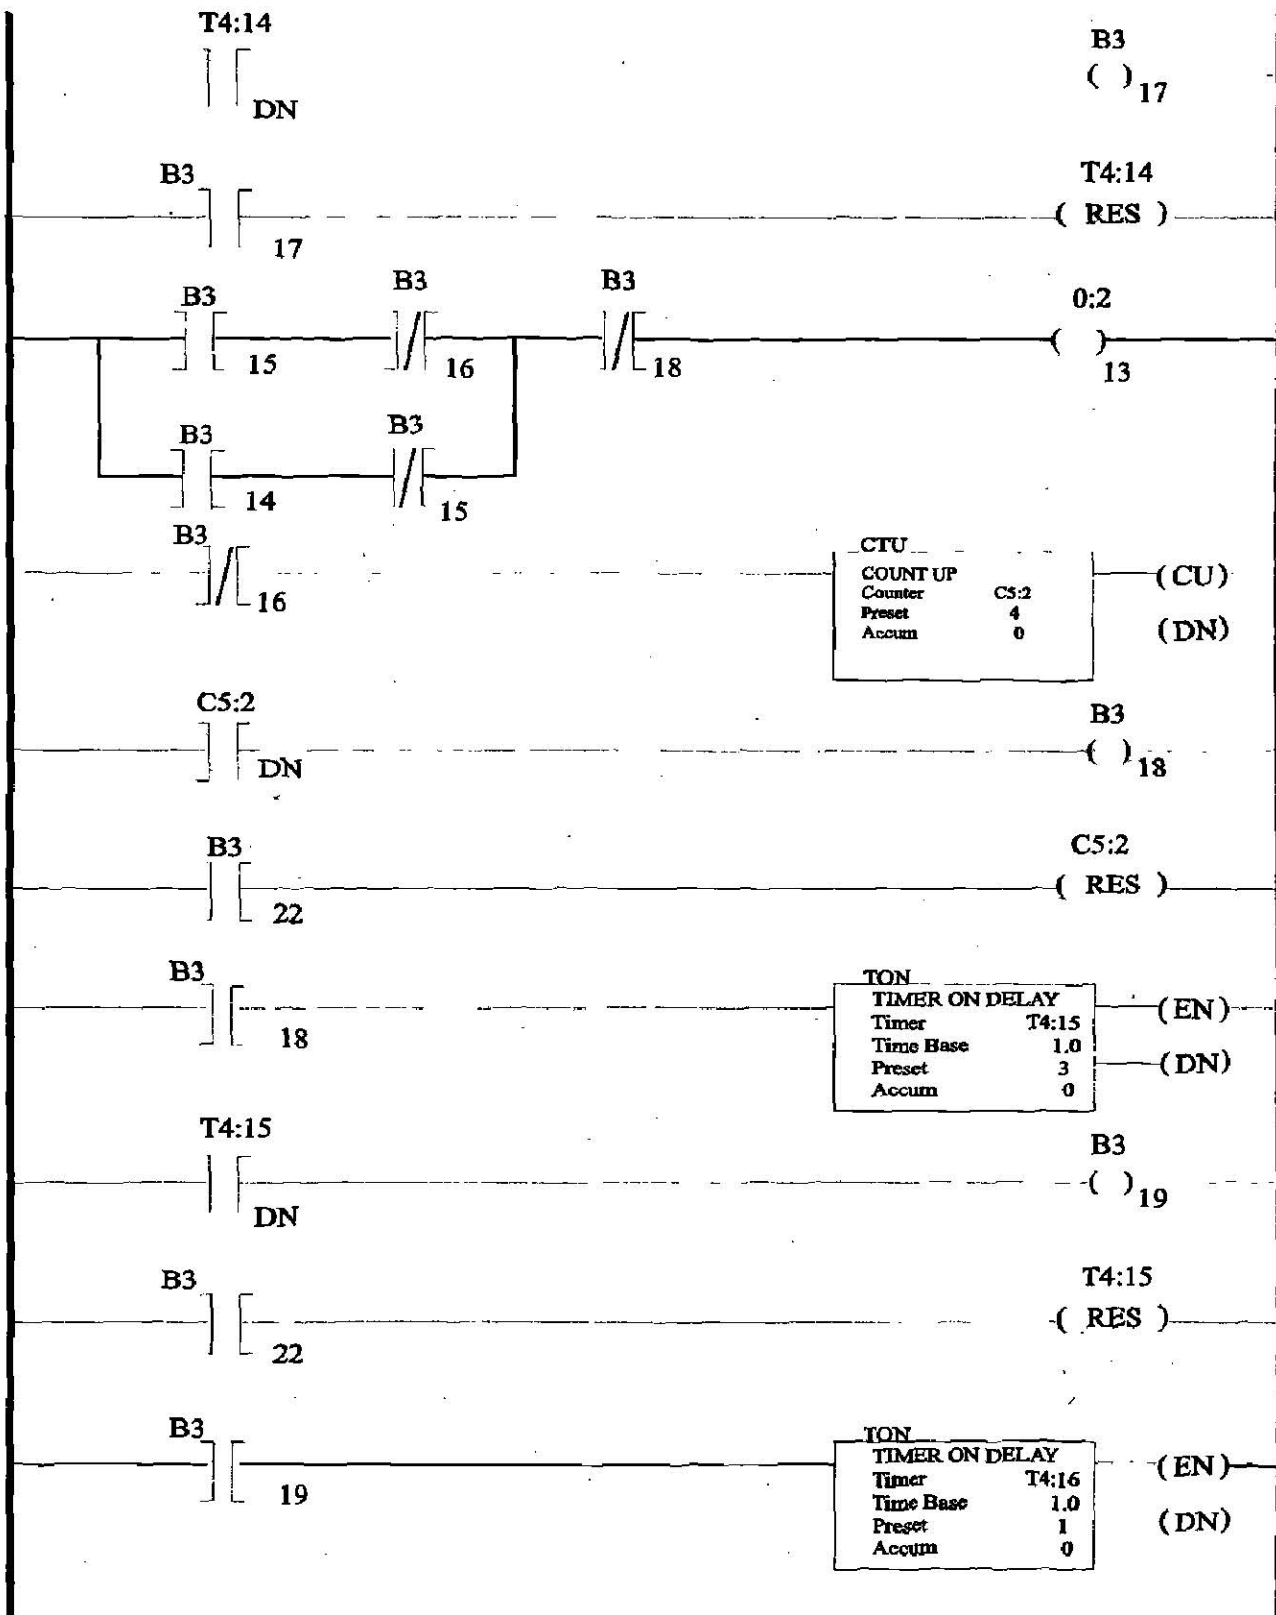 T4:14
B3
( )
17
DN
B3
T4:14
( RES )
17
B3
B3
B3
0:2
( )
15
16
18
13
B3
B3
14
15
B3
16
CTU
COUNT UP
Counter C5:2
Preset 4
Accum 0
(CU)
(DN)
C5:2
B3
( )
DN
18
B3
C5:2
( RES )
22
B3
18
TON
TIMER ON DELAY
Timer T4:15
Time Base 1.0
Preset 3
Accum 0
(EN)
(DN)
T4:15
B3
( )
DN
19
B3
T4:15
( RES )
22
B3
19
TON
TIMER ON DELAY
Timer T4:16
Time Base 1.0
Preset 1
Accum 0
(EN)
(DN)